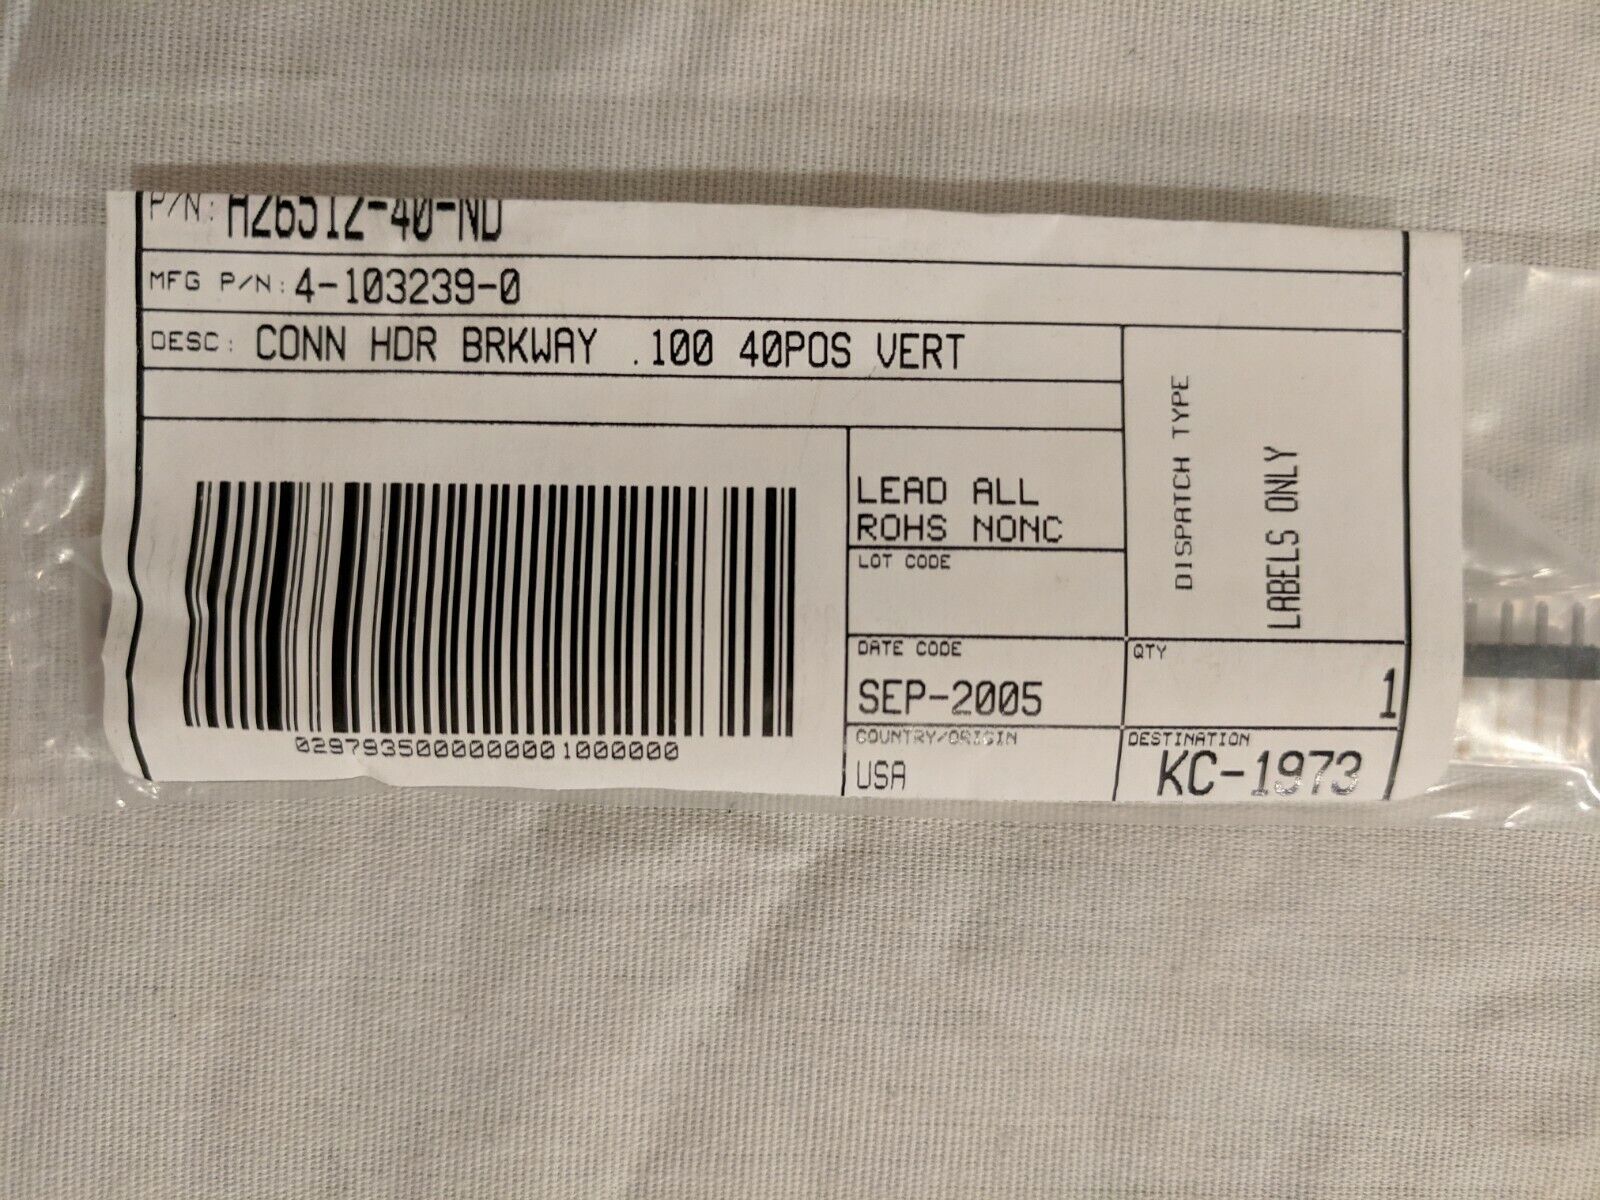 P/N: A26512-40-ND
MFG P/N: 4-103239-0
DESC: CONN HDR BRKWAY .100 40POS VERT
DISPATCH TYPE
LABELS ONLY
LEAD ALL
ROHS NONC
LOT CODE
DATE CODE
SEP-2005
QTY
1
COUNTRY/ORIGIN
USA
DESTINATION
KC-1973
0297935000000001000000